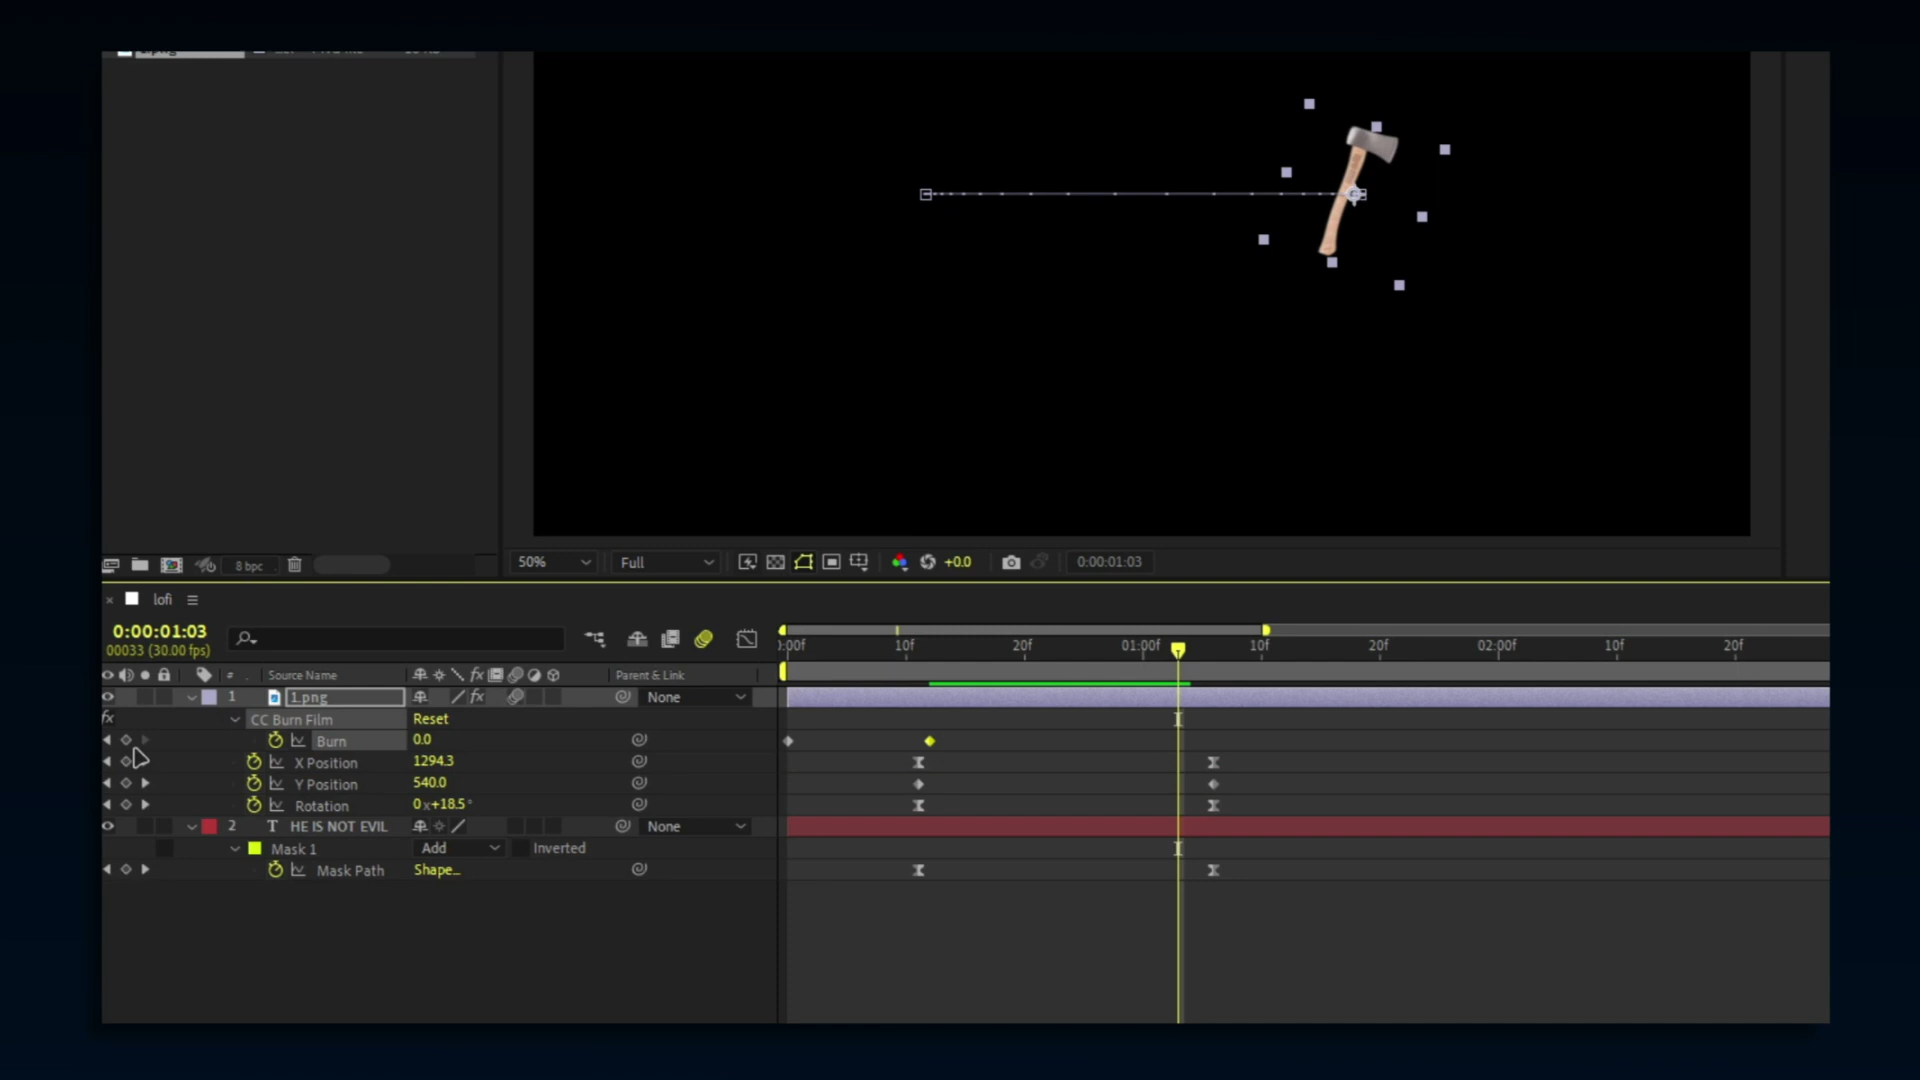 8 bpc
50%
Full
+0.0
0:00:01:03
lofi
0:00:01:03
00033 (30.00 fps)
):00f 10f 20f 01:00f 10f 20f 02:00f 10f 20f
# Source Name fx Parent & Link
1 1.png fx None
fx CC Burn Film Reset
Burn 0.0
X Position 1294.3
Y Position 540.0
Rotation 0x+18.5°
2 T HE IS NOT EVIL None
Mask 1 Add Inverted
Mask Path Shape...